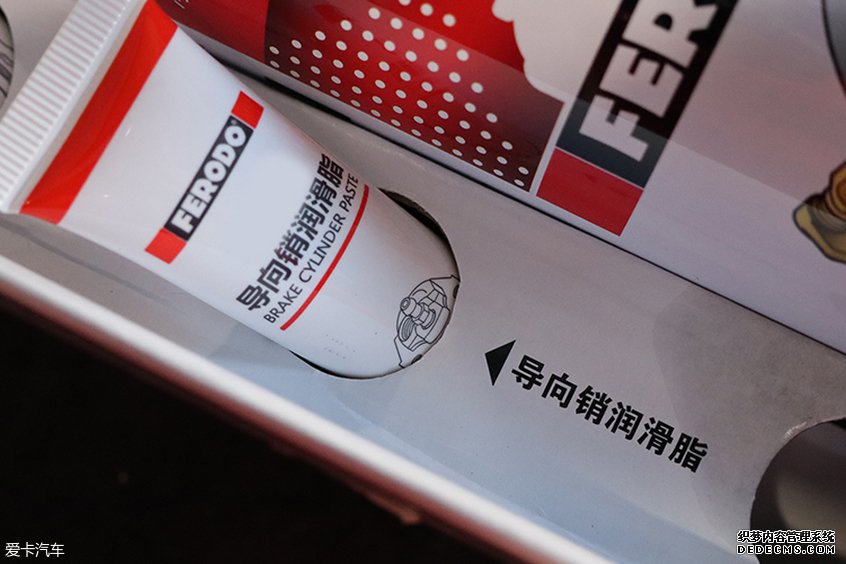 FERODO
导向销润滑脂
BRAKE CYLINDER PASTE
FER
导向销润滑脂
爱卡汽车
织梦内容管理系统
DEDECMS.COM